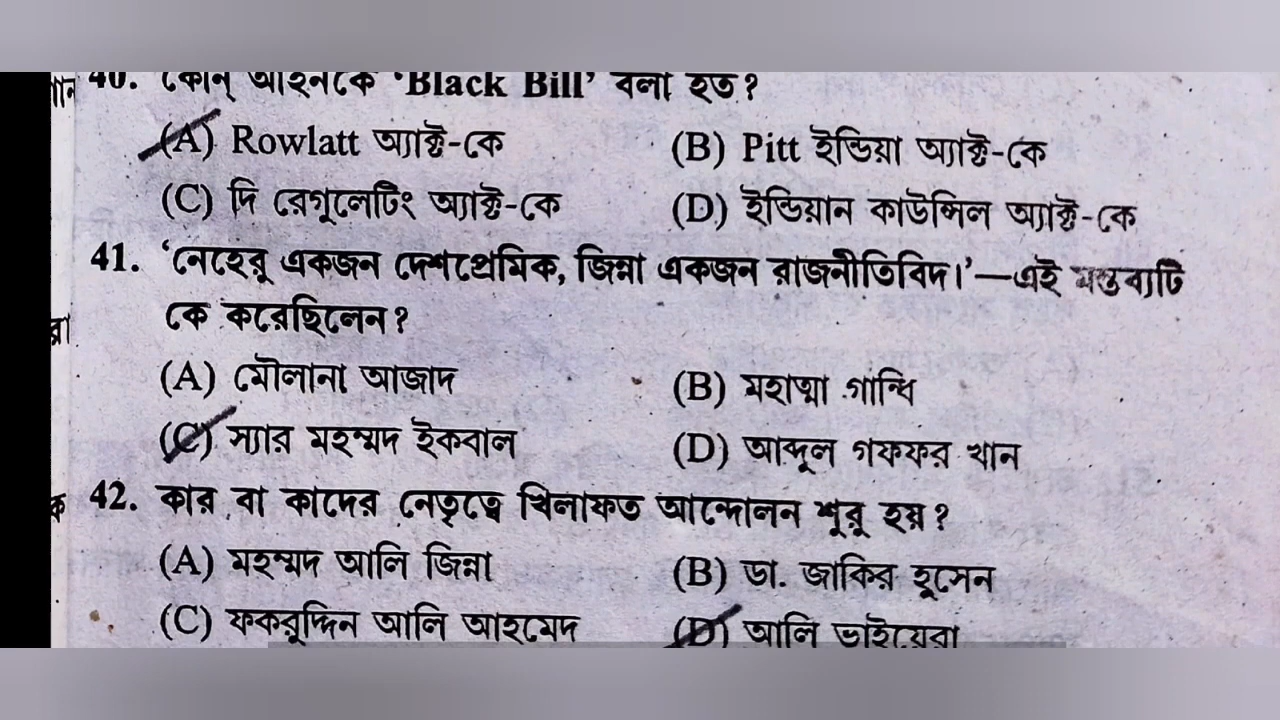 40. কোন্ আইনকে 'Black Bill' বলা হত?
(A) Rowlatt অ্যাক্ট-কে (B) Pitt ইন্ডিয়া অ্যাক্ট-কে
(C) দি রেগুলেটিং অ্যাক্ট-কে (D) ইন্ডিয়ান কাউন্সিল অ্যাক্ট-কে
41. 'নেহেরু একজন দেশপ্রেমিক, জিন্না একজন রাজনীতিবিদ।'—এই মন্তব্যটি
কে করেছিলেন?
(A) মৌলানা আজাদ (B) মহাত্মা গান্ধি
(C) স্যার মহম্মদ ইকবাল (D) আব্দুল গফফর খান
42. কার বা কাদের নেতৃত্বে খিলাফত আন্দোলন শুরু হয়?
(A) মহম্মদ আলি জিন্না (B) ডা. জাকির হুসেন
(C) ফকরুদ্দিন আলি আহমেদ (D) আলি ভাইয়েরা